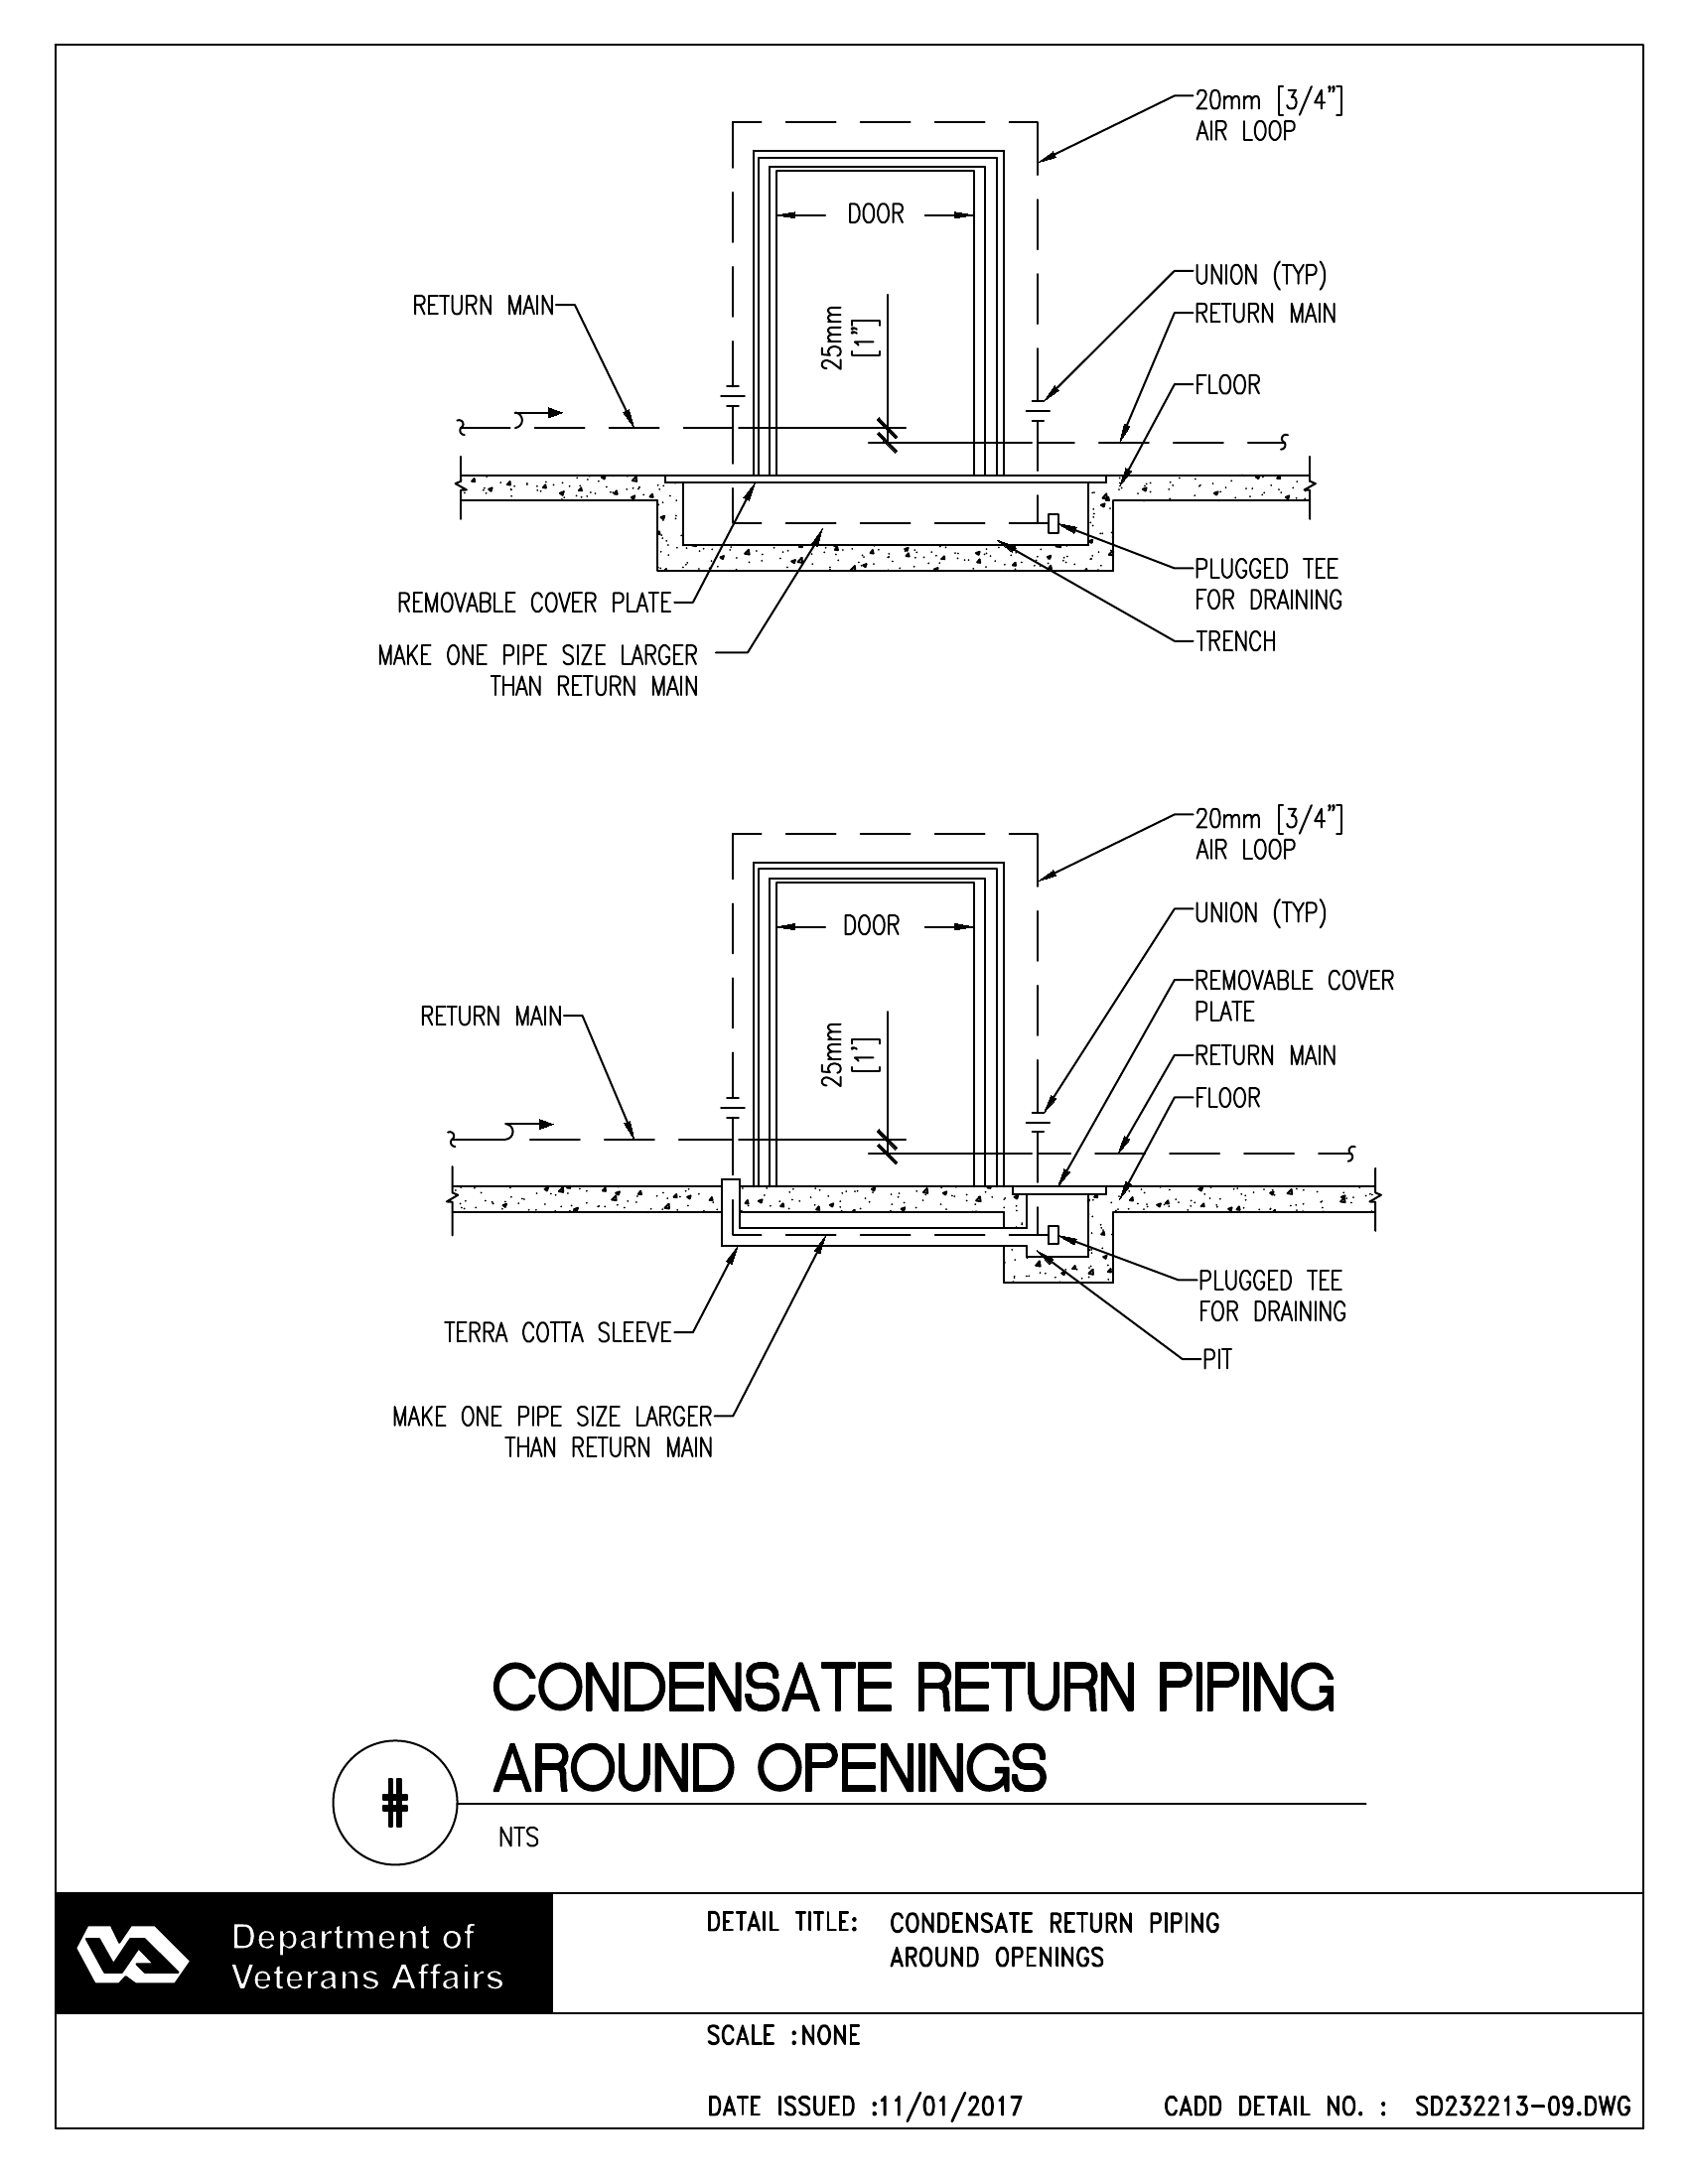 20mm [3/4"]
AIR LOOP
DOOR
UNION (TYP)
RETURN MAIN
RETURN MAIN
25mm
[1"]
FLOOR
PLUGGED TEE
FOR DRAINING
REMOVABLE COVER PLATE
TRENCH
MAKE ONE PIPE SIZE LARGER
THAN RETURN MAIN
20mm [3/4"]
AIR LOOP
DOOR
UNION (TYP)
REMOVABLE COVER
PLATE
RETURN MAIN
25mm
[1']
RETURN MAIN
FLOOR
PLUGGED TEE
FOR DRAINING
TERRA COTTA SLEEVE
PIT
MAKE ONE PIPE SIZE LARGER
THAN RETURN MAIN
CONDENSATE RETURN PIPING
AROUND OPENINGS
#
NTS
Department of
Veterans Affairs
DETAIL TITLE: CONDENSATE RETURN PIPING
AROUND OPENINGS
SCALE :NONE
DATE ISSUED :11/01/2017 CADD DETAIL NO. : SD232213-09.DWG